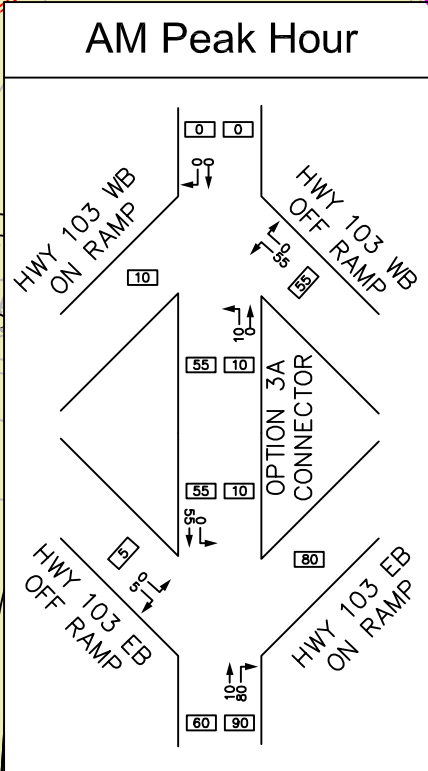 AM Peak Hour
0 0
0
0
HWY 103 WB
ON RAMP
HWY 103 WB
OFF RAMP
0
55
10
55
10
0
55 10
OPTION 3A
CONNECTOR
55 10
55
0
5
0
5
80
HWY 103 EB
OFF RAMP
HWY 103 EB
ON RAMP
10
80
60 90